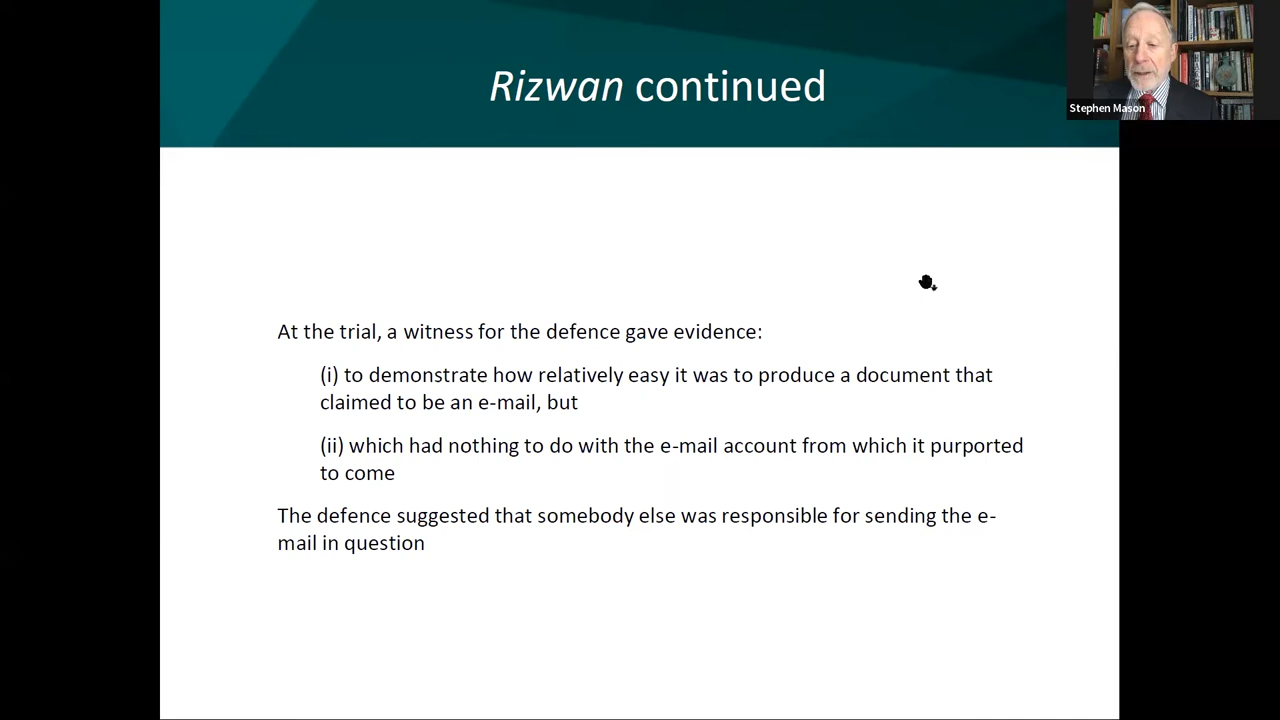 Rizwan continued
Stephen Mason
At the trial, a witness for the defence gave evidence:
(i) to demonstrate how relatively easy it was to produce a document that
claimed to be an e-mail, but
(ii) which had nothing to do with the e-mail account from which it purported
to come
The defence suggested that somebody else was responsible for sending the e-
mail in question